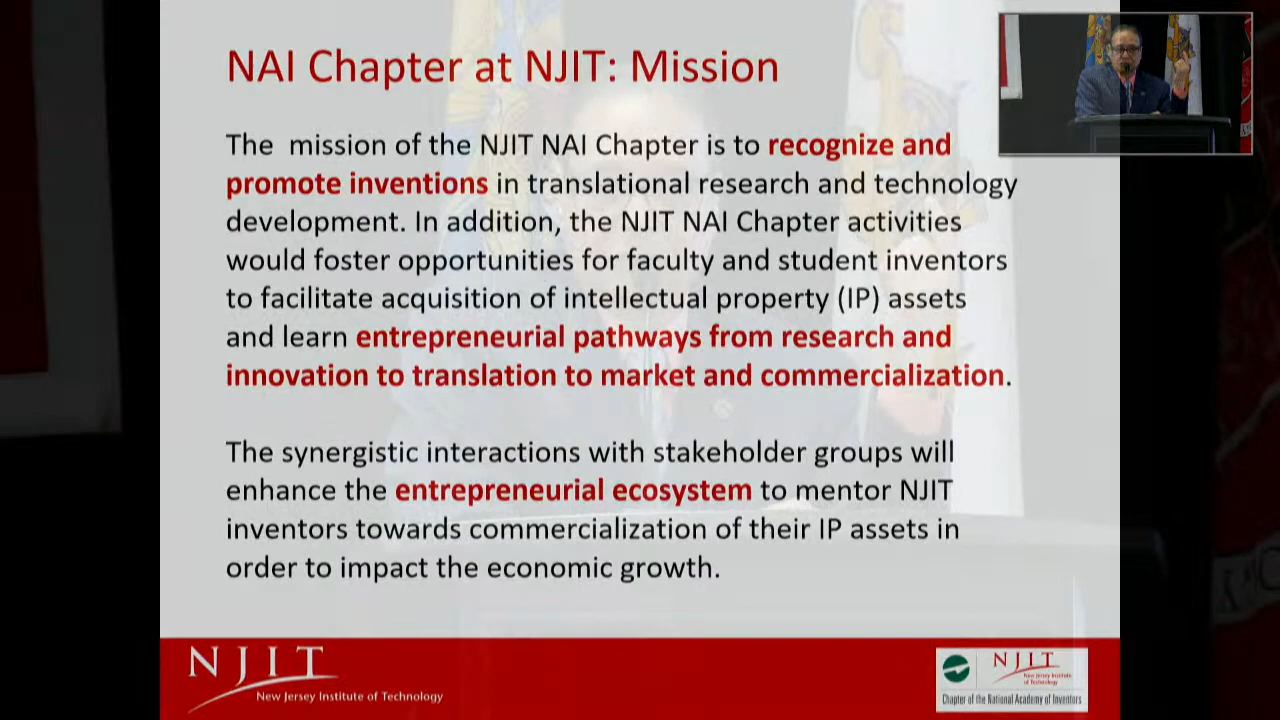 NAI Chapter at NJIT: Mission
The mission of the NJIT NAI Chapter is to recognize and
promote inventions in translational research and technology
development. In addition, the NJIT NAI Chapter activities
would foster opportunities for faculty and student inventors
to facilitate acquisition of intellectual property (IP) assets
and learn entrepreneurial pathways from research and
innovation to translation to market and commercialization.
The synergistic interactions with stakeholder groups will
enhance the entrepreneurial ecosystem to mentor NJIT
inventors towards commercialization of their IP assets in
order to impact the economic growth.
NJIT
New Jersey Institute of Technology
NJIT
New Jersey Institute
of Technology
Chapter of the National Academy of Inventors